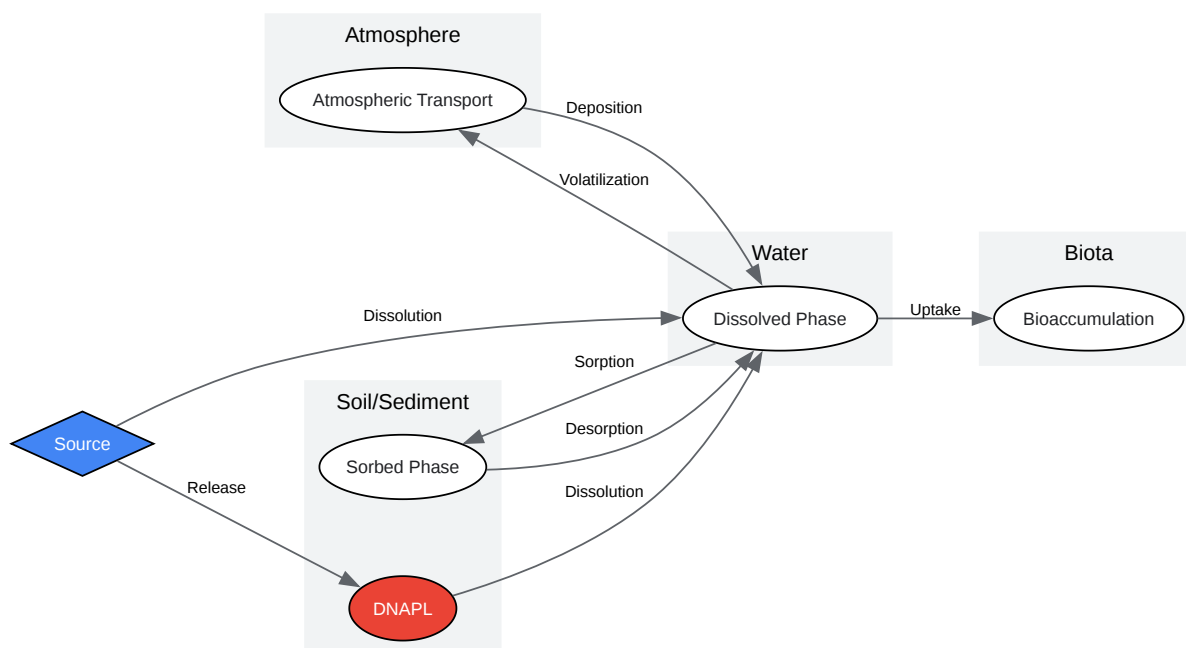 Atmosphere
Atmospheric Transport
Deposition
Volatilization
Water
Dissolved Phase
Biota
Uptake
Bioaccumulation
Dissolution
Sorption
Soil/Sediment
Source
Desorption
Sorbed Phase
Release
Dissolution
DNAPL